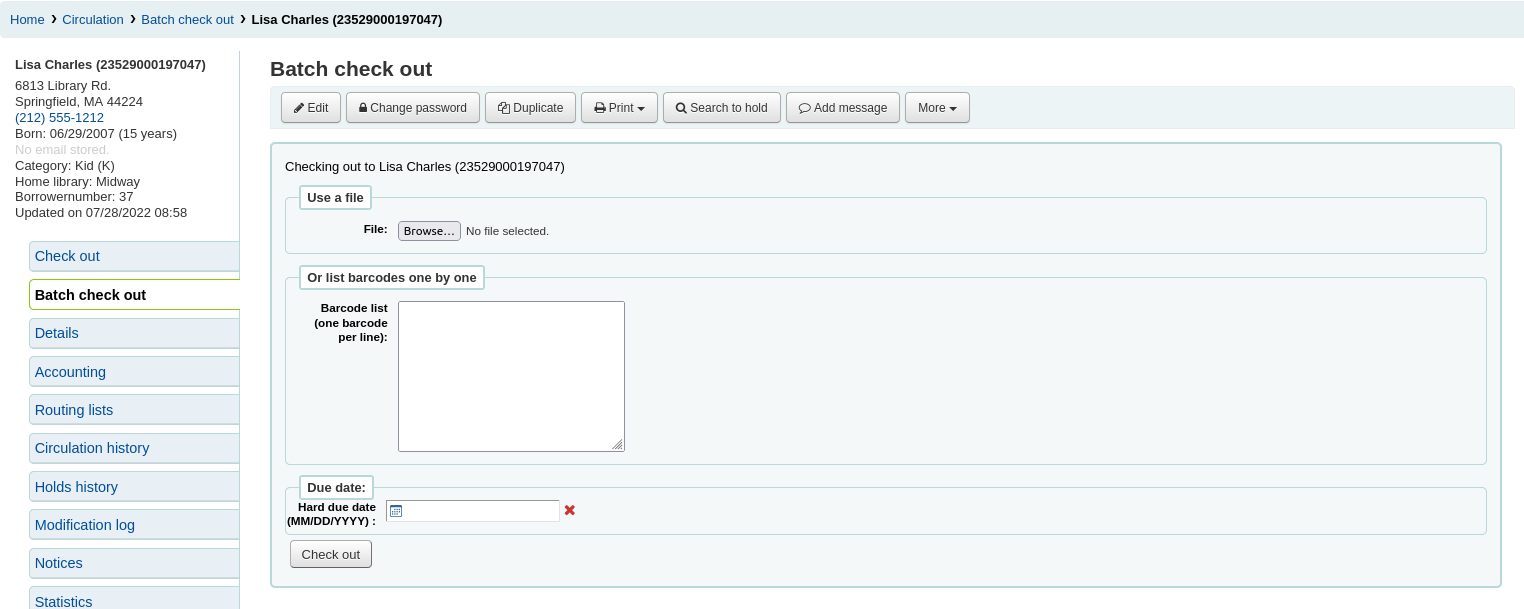 Home › Circulation › Batch check out › Lisa Charles (23529000197047)
Lisa Charles (23529000197047)
6813 Library Rd.
Springfield, MA 44224
(212) 555-1212
Born: 06/29/2007 (15 years)
No email stored.
Category: Kid (K)
Home library: Midway
Borrowernumber: 37
Updated on 07/28/2022 08:58
Check out
Batch check out
Details
Accounting
Routing lists
Circulation history
Holds history
Modification log
Notices
Statistics
Batch check out
Edit Change password Duplicate Print Search to hold Add message More
Checking out to Lisa Charles (23529000197047)
Use a file
File: Browse... No file selected.
Or list barcodes one by one
Barcode list
(one barcode
per line):
Due date:
Hard due date
(MM/DD/YYYY) :
Check out